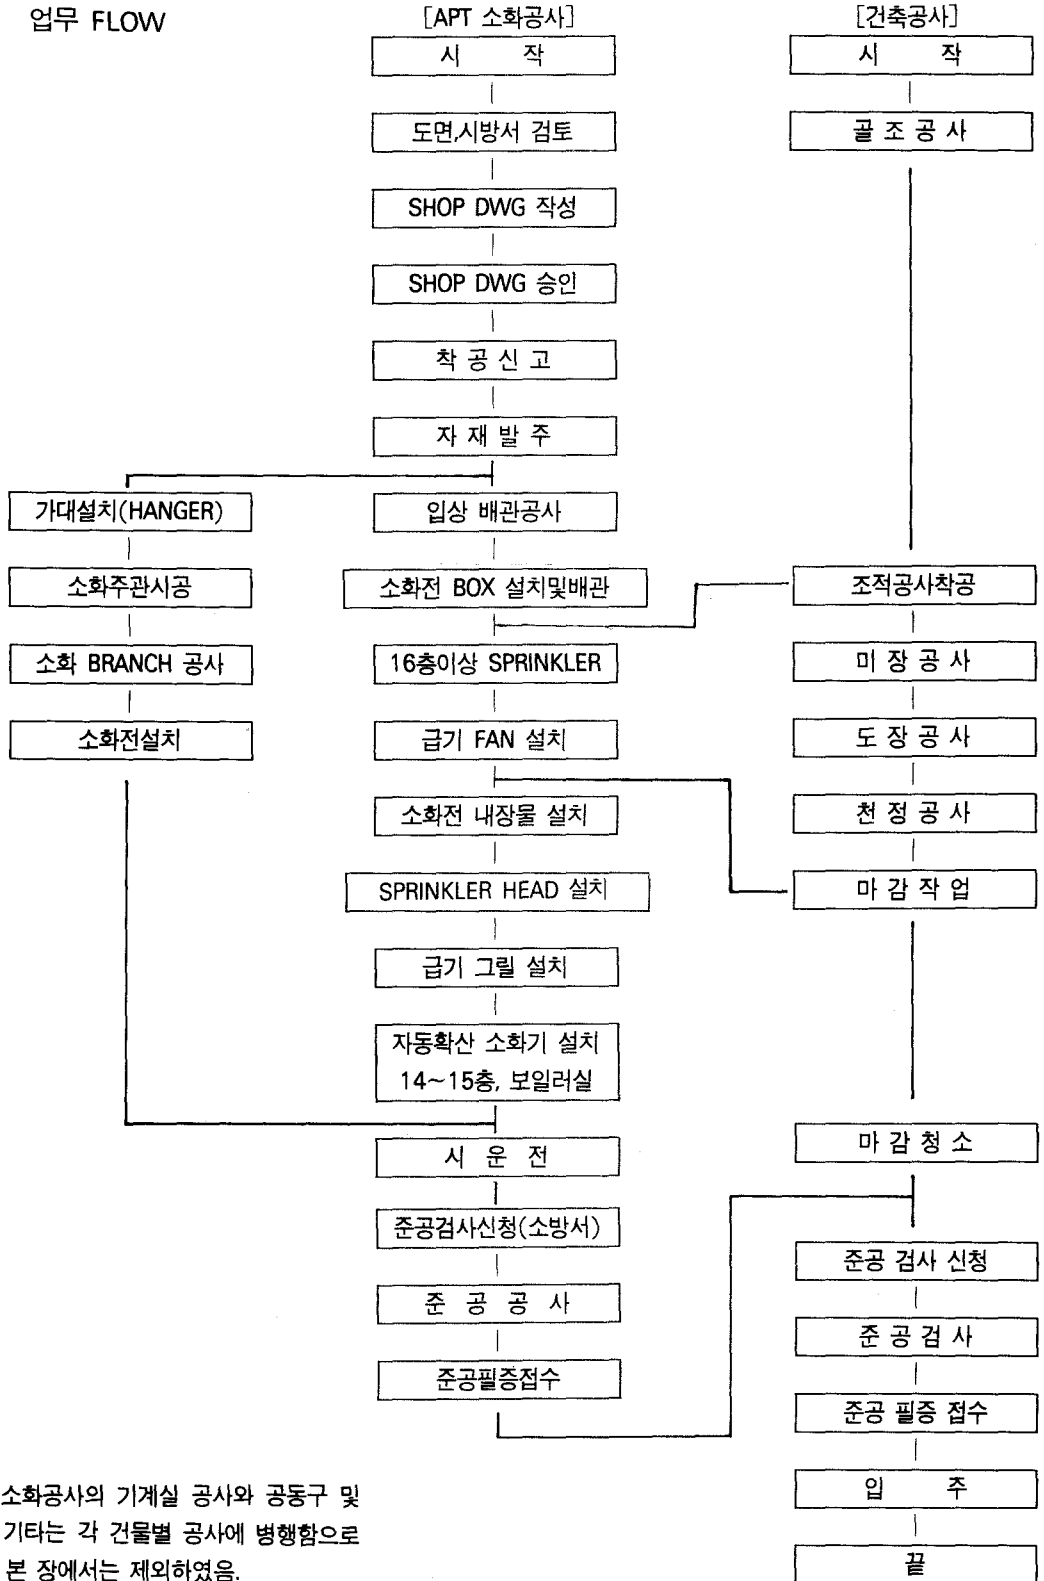 업무 FLOW
[APT 소화공사]
시 작
도면,시방서 검토
SHOP DWG 작성
SHOP DWG 승인
착 공 신 고
자 재 발 주
입상 배관공사
소화전 BOX 설치및배관
16층이상 SPRINKLER
급기 FAN 설치
소화전 내장물 설치
SPRINKLER HEAD 설치
급기 그릴 설치
자동확산 소화기 설치
14~15층, 보일러실
시 운 전
준공검사신청(소방서)
준 공 공 사
준공필증접수
가대설치(HANGER)
소화주관시공
소화 BRANCH 공사
소화전설치
[건축공사]
시 작
골 조 공 사
조적공사착공
미 장 공 사
도 장 공 사
천 정 공 사
마 감 작 업
마 감 청 소
준공 검사 신청
준 공 검 사
준공 필증 접수
입 주
끝
소화공사의 기계실 공사와 공동구 및
기타는 각 건물별 공사에 병행함으로
본 장에서는 제외하였음.